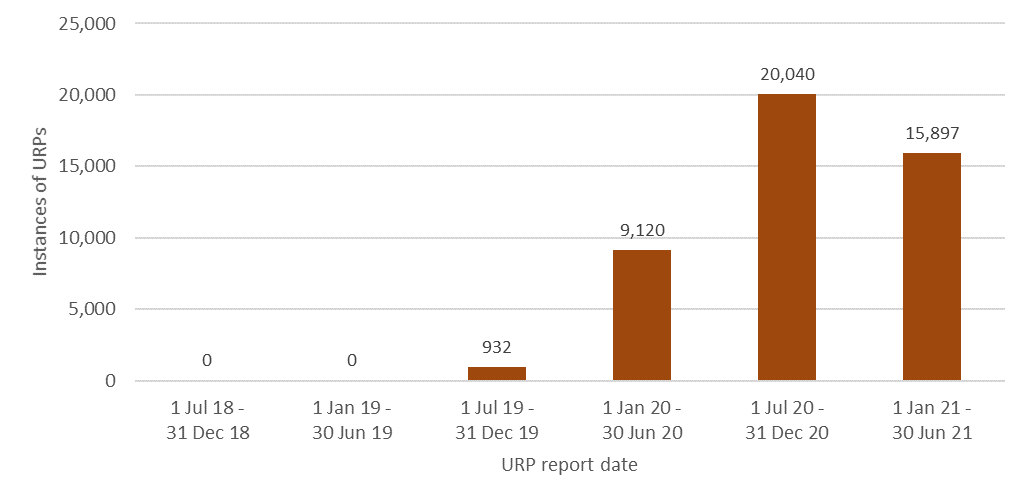 25,000
20,000
15,000
10,000
5,000
0
Instances of URPs
0
0
932
9,120
20,040
15,897
1 Jul 18 -
31 Dec 18
1 Jan 19 -
30 Jun 19
1 Jul 19 -
31 Dec 19
1 Jan 20 -
30 Jun 20
1 Jul 20 -
31 Dec 20
1 Jan 21 -
30 Jun 21
URP report date